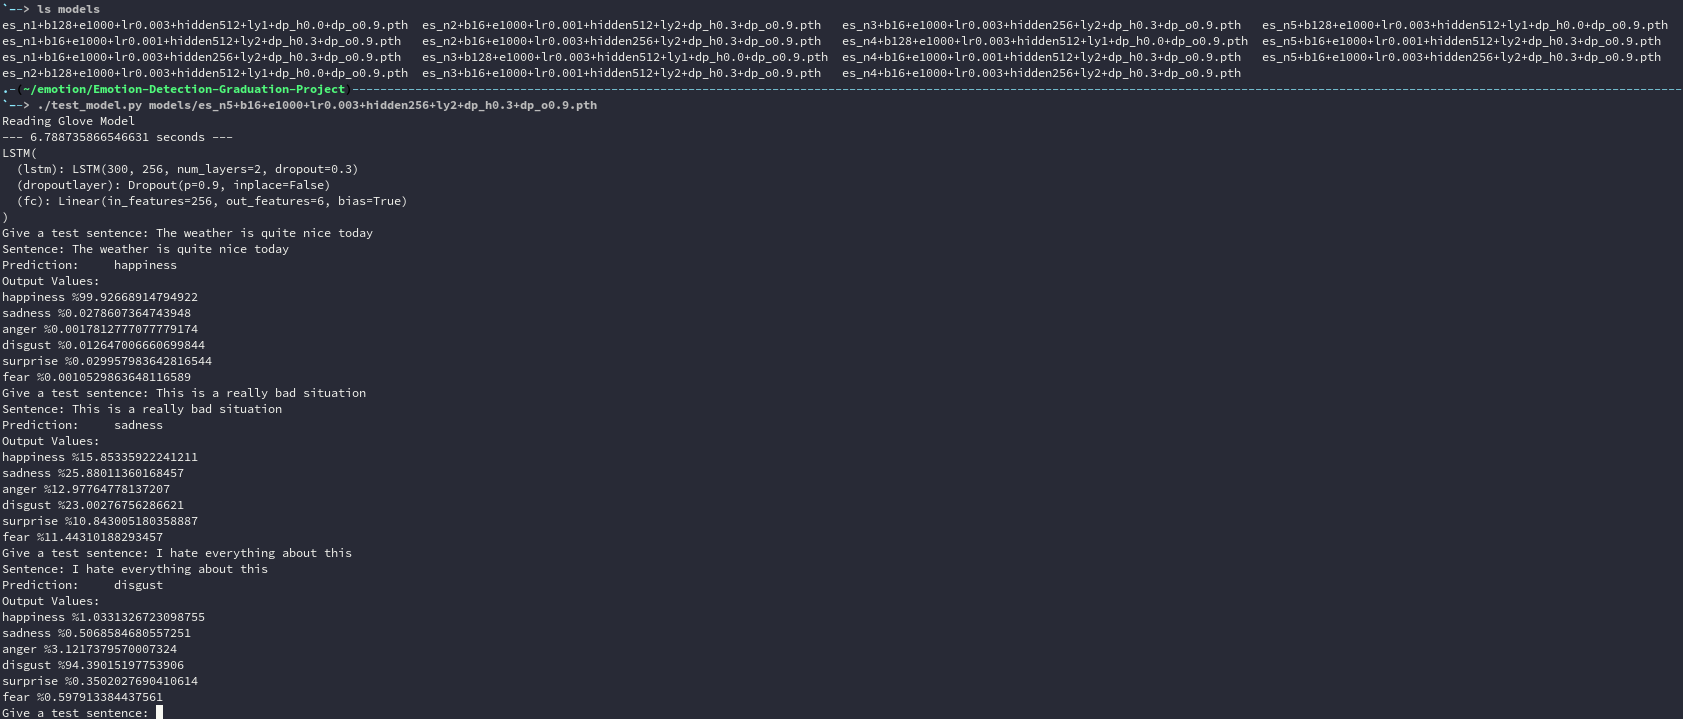 `--> ls models
es_n1+b128+e1000+lr0.003+hidden512+ly1+dp_h0.0+dp_o0.9.pth  es_n2+b16+e1000+lr0.001+hidden512+ly2+dp_h0.3+dp_o0.9.pth  es_n3+b16+e1000+lr0.003+hidden256+ly2+dp_h0.3+dp_o0.9.pth  es_n5+b128+e1000+lr0.003+hidden512+ly1+dp_h0.0+dp_o0.9.pth
es_n1+b16+e1000+lr0.001+hidden512+ly2+dp_h0.3+dp_o0.9.pth  es_n2+b16+e1000+lr0.003+hidden256+ly2+dp_h0.3+dp_o0.9.pth  es_n4+b128+e1000+lr0.003+hidden512+ly1+dp_h0.0+dp_o0.9.pth  es_n5+b16+e1000+lr0.001+hidden512+ly2+dp_h0.3+dp_o0.9.pth
es_n1+b16+e1000+lr0.003+hidden256+ly2+dp_h0.3+dp_o0.9.pth  es_n3+b128+e1000+lr0.003+hidden512+ly1+dp_h0.0+dp_o0.9.pth  es_n4+b16+e1000+lr0.001+hidden512+ly2+dp_h0.3+dp_o0.9.pth  es_n5+b16+e1000+lr0.003+hidden256+ly2+dp_h0.3+dp_o0.9.pth
es_n2+b128+e1000+lr0.003+hidden512+ly1+dp_h0.0+dp_o0.9.pth  es_n3+b16+e1000+lr0.001+hidden512+ly2+dp_h0.3+dp_o0.9.pth  es_n4+b16+e1000+lr0.003+hidden256+ly2+dp_h0.3+dp_o0.9.pth
.-(~/emotion/Emotion-Detection-Graduation-Project)---
`--> ./test_model.py models/es_n5+b16+e1000+lr0.003+hidden256+ly2+dp_h0.3+dp_o0.9.pth
Reading Glove Model
--- 6.788735866546631 seconds ---
LSTM(
  (lstm): LSTM(300, 256, num_layers=2, dropout=0.3)
  (dropoutlayer): Dropout(p=0.9, inplace=False)
  (fc): Linear(in_features=256, out_features=6, bias=True)
)
Give a test sentence: The weather is quite nice today
Sentence: The weather is quite nice today
Prediction:     happiness
Output Values:
happiness %99.92668914794922
sadness %0.0278607364743948
anger %0.0017812777077779174
disgust %0.012647006660699844
surprise %0.029957983642816544
fear %0.0010529863648116589
Give a test sentence: This is a really bad situation
Sentence: This is a really bad situation
Prediction:     sadness
Output Values:
happiness %15.85335922241211
sadness %25.88011360168457
anger %12.97764778137207
disgust %23.00276756286621
surprise %10.843005180358887
fear %11.44310188293457
Give a test sentence: I hate everything about this
Sentence: I hate everything about this
Prediction:     disgust
Output Values:
happiness %1.0331326723098755
sadness %0.5068584680557251
anger %3.1217379570007324
disgust %94.39015197753906
surprise %0.3502027690410614
fear %0.597913384437561
Give a test sentence: